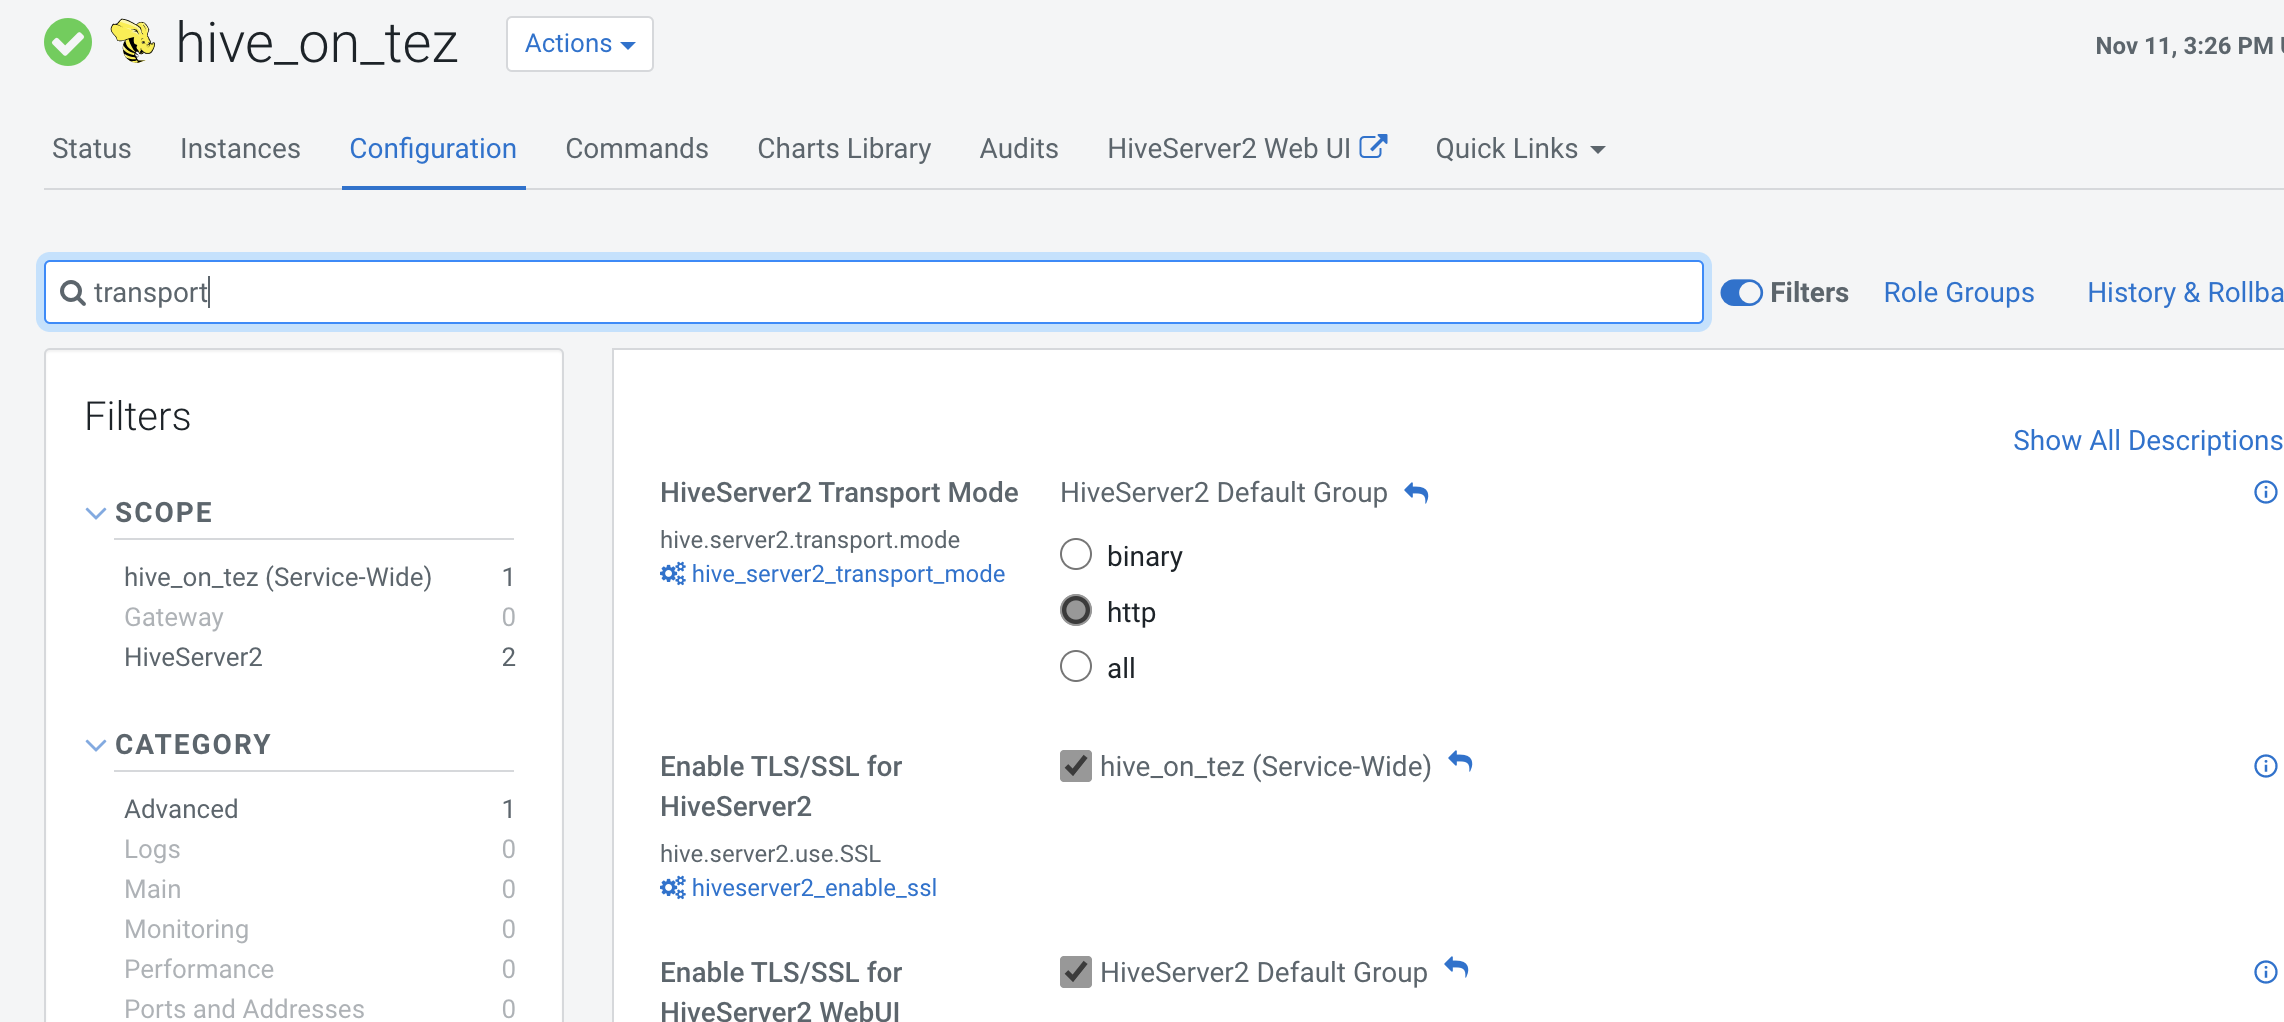 hive_on_tez
Actions
Nov 11, 3:26 PM
Status Instances Configuration Commands Charts Library Audits HiveServer2 Web UI Quick Links
transport
Filters Role Groups History & Rollba
Filters
SCOPE
hive_on_tez (Service-Wide) 1
Gateway 0
HiveServer2 2
CATEGORY
Advanced 1
Logs 0
Main 0
Monitoring 0
Performance 0
Ports and Addresses 0
Show All Descriptions
HiveServer2 Transport Mode
hive.server2.transport.mode
hive_server2_transport_mode
HiveServer2 Default Group
binary
http
all
Enable TLS/SSL for
HiveServer2
hive.server2.use.SSL
hiveserver2_enable_ssl
hive_on_tez (Service-Wide)
Enable TLS/SSL for
HiveServer2 WebUI
HiveServer2 Default Group